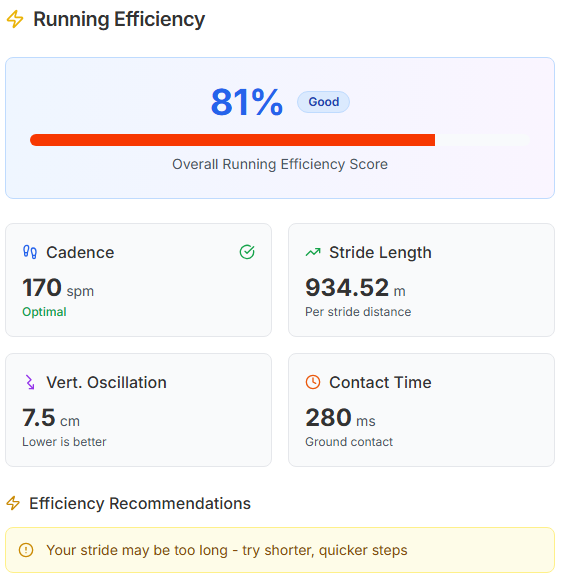 Running Efficiency
81% Good
Overall Running Efficiency Score
Cadence
170 spm
Optimal
Stride Length
934.52 m
Per stride distance
Vert. Oscillation
7.5 cm
Lower is better
Contact Time
280 ms
Ground contact
Efficiency Recommendations
Your stride may be too long - try shorter, quicker steps